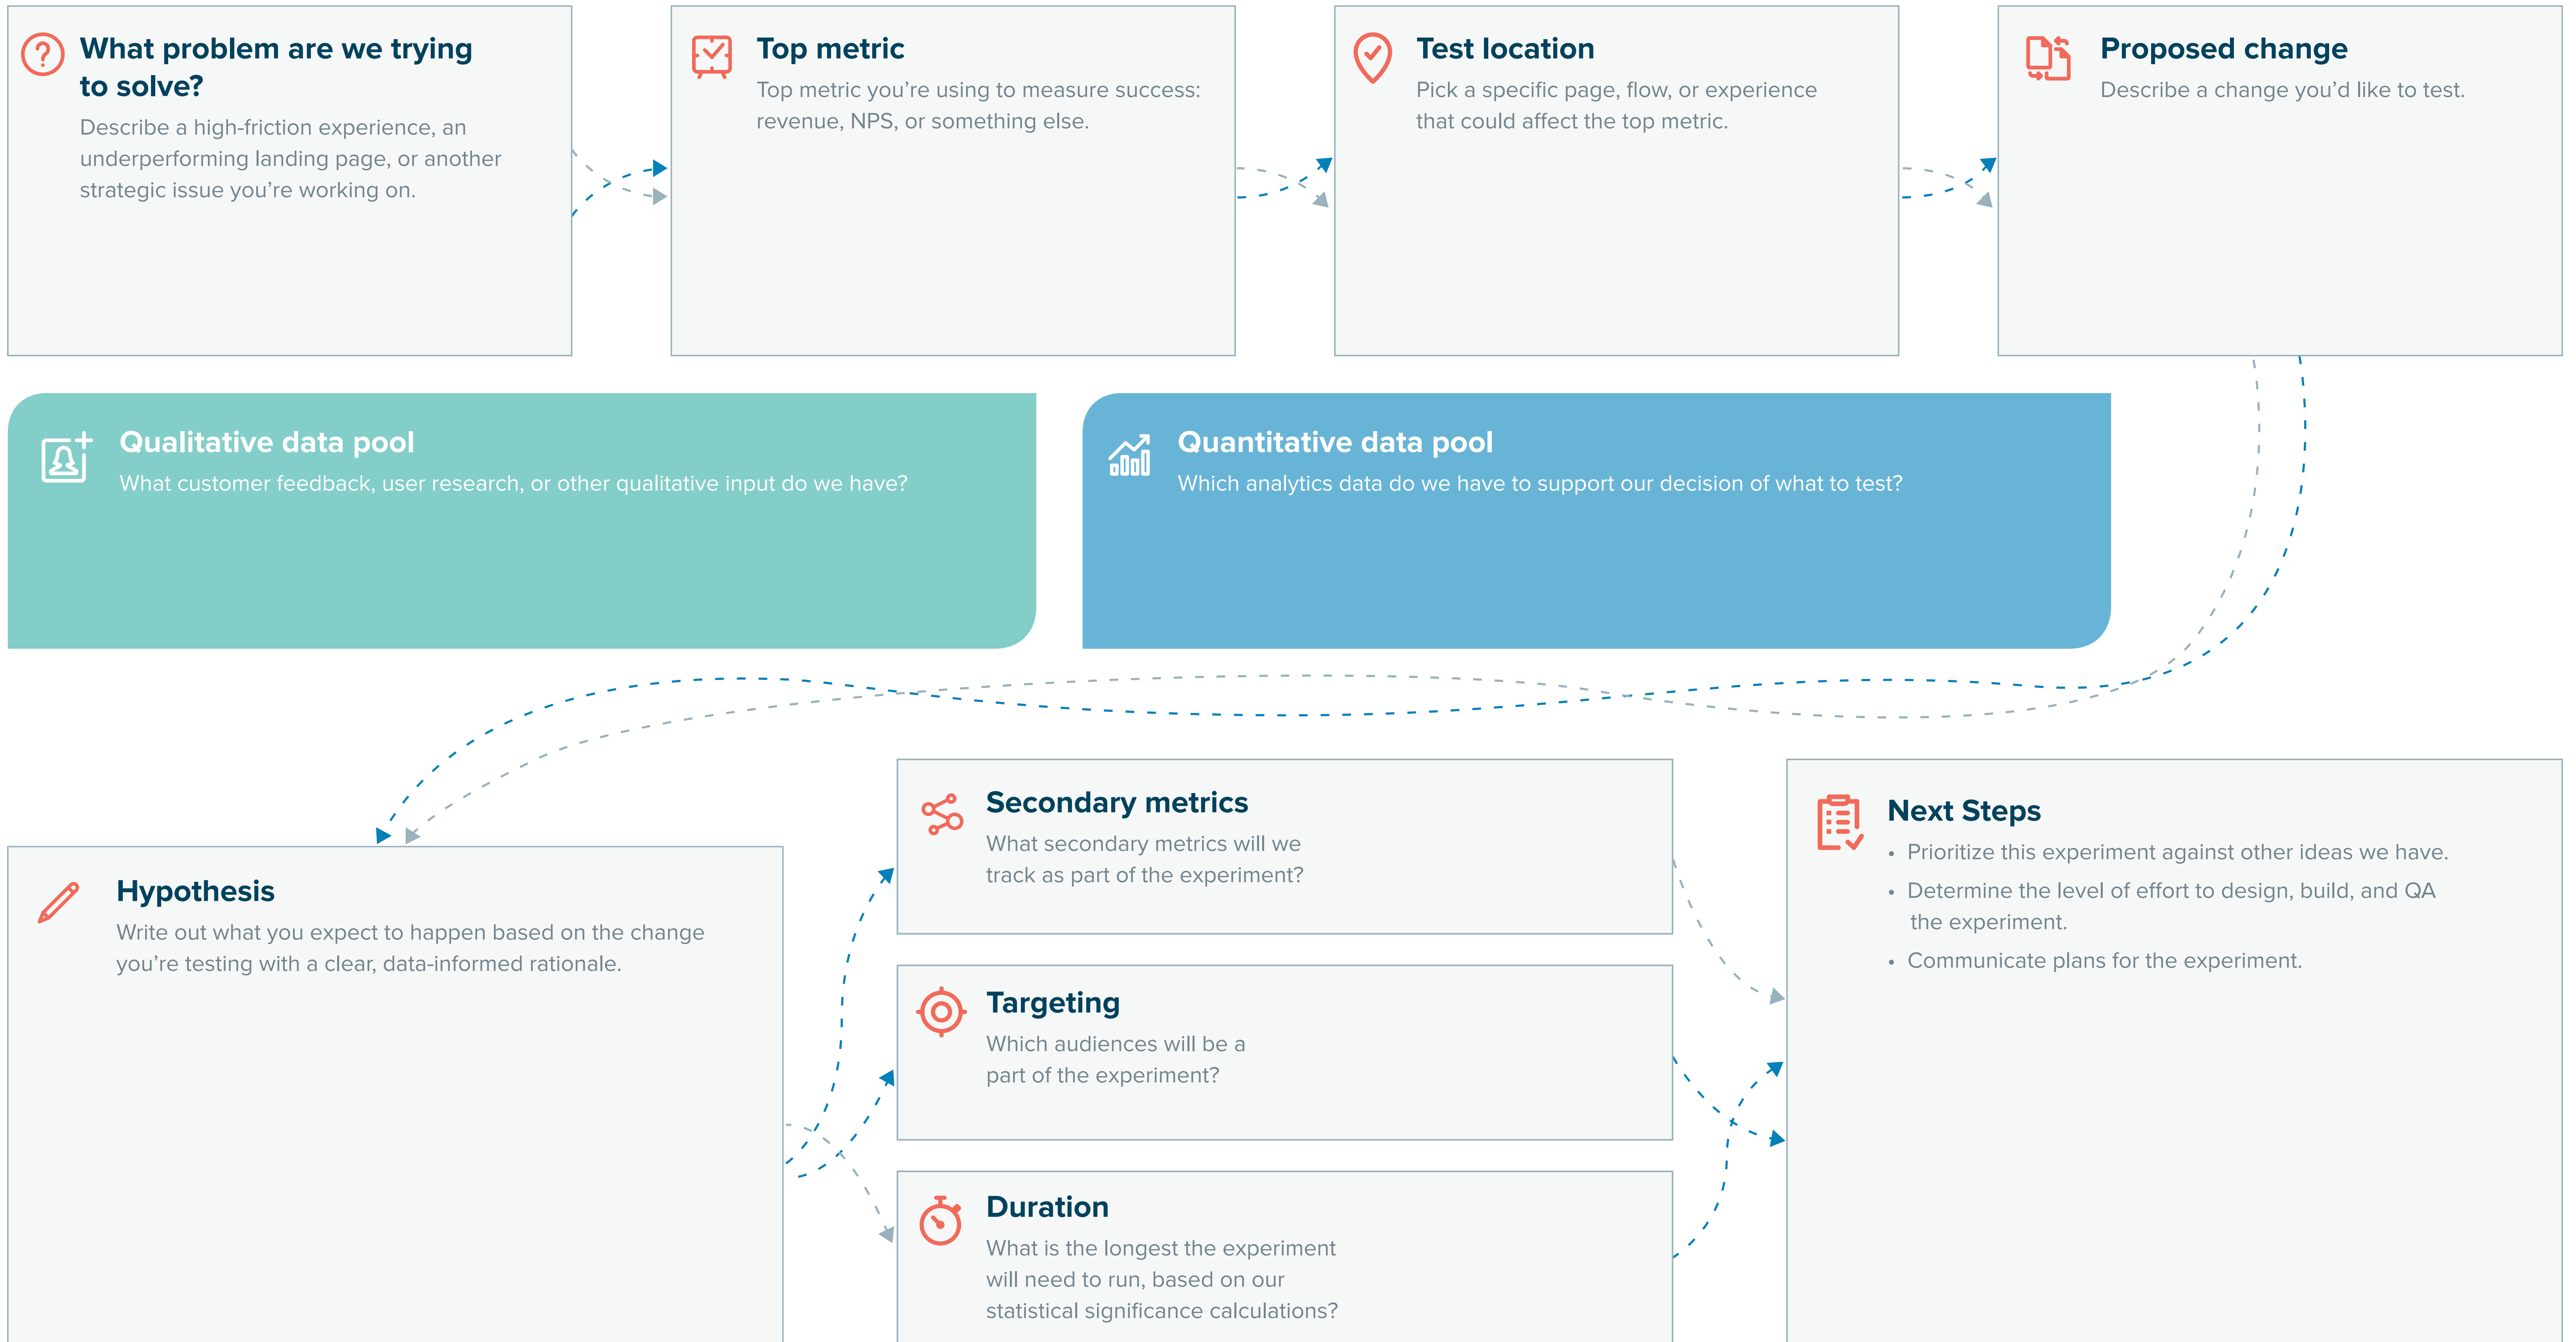 What problem are we trying
to solve?
Describe a high-friction experience, an
underperforming landing page, or another
strategic issue you’re working on.
Top metric
Top metric you’re using to measure success:
revenue, NPS, or something else.
Test location
Pick a specific page, flow, or experience
that could affect the top metric.
Proposed change
Describe a change you’d like to test.
Qualitative data pool
What customer feedback, user research, or other qualitative input do we have?
Quantitative data pool
Which analytics data do we have to support our decision of what to test?
Hypothesis
Write out what you expect to happen based on the change
you’re testing with a clear, data-informed rationale.
Secondary metrics
What secondary metrics will we
track as part of the experiment?
Targeting
Which audiences will be a
part of the experiment?
Duration
What is the longest the experiment
will need to run, based on our
statistical significance calculations?
Next Steps
• Prioritize this experiment against other ideas we have.
• Determine the level of effort to design, build, and QA
the experiment.
• Communicate plans for the experiment.